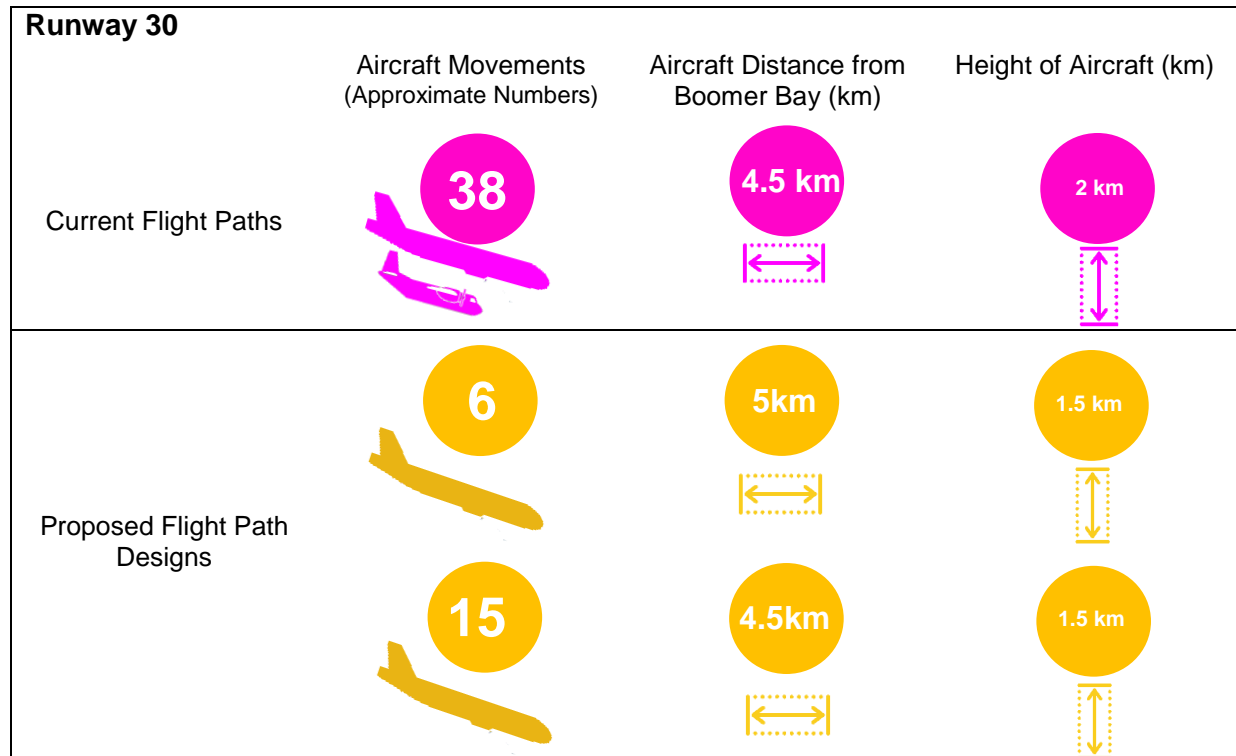 Runway 30
Aircraft Movements
(Approximate Numbers)
Aircraft Distance from
Boomer Bay (km)
Height of Aircraft (km)
Current Flight Paths
38
4.5 km
2 km
Proposed Flight Path
Designs
6
5km
1.5 km
15
4.5km
1.5 km